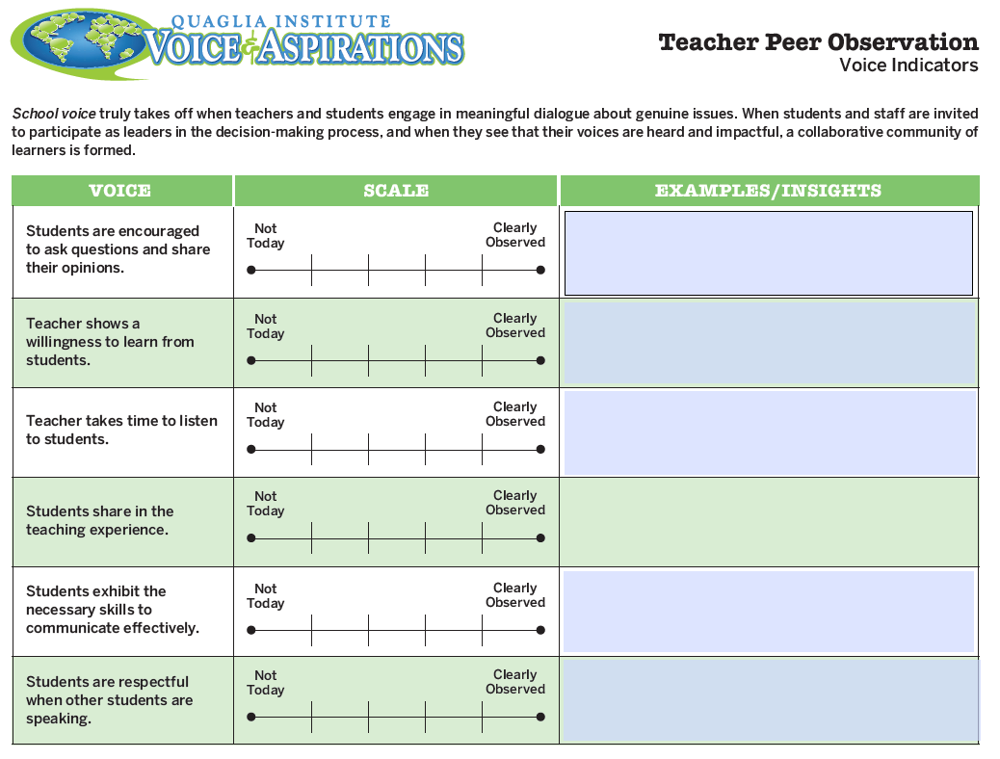 QUAGLIA INSTITUTE
VOICE & ASPIRATIONS
Teacher Peer Observation
Voice Indicators
School voice truly takes off when teachers and students engage in meaningful dialogue about genuine issues. When students and staff are invited
to participate as leaders in the decision-making process, and when they see that their voices are heard and impactful, a collaborative community of
learners is formed.
VOICE
SCALE
EXAMPLES/INSIGHTS
Students are encouraged
to ask questions and share
their opinions.
Not
Today
Clearly
Observed
Teacher shows a
willingness to learn from
students.
Not
Today
Clearly
Observed
Teacher takes time to listen
to students.
Not
Today
Clearly
Observed
Students share in the
teaching experience.
Not
Today
Clearly
Observed
Students exhibit the
necessary skills to
communicate effectively.
Not
Today
Clearly
Observed
Students are respectful
when other students are
speaking.
Not
Today
Clearly
Observed